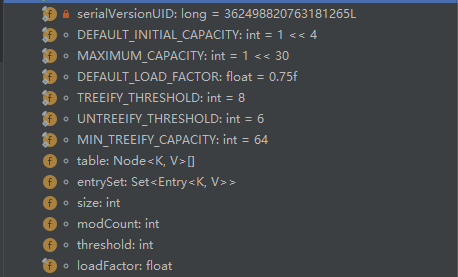 serialVersionUID: long = 362498820763181265L
DEFAULT_INITIAL_CAPACITY: int = 1 << 4
MAXIMUM_CAPACITY: int = 1 << 30
DEFAULT_LOAD_FACTOR: float = 0.75f
TREEIFY_THRESHOLD: int = 8
UNTREEIFY_THRESHOLD: int = 6
MIN_TREEIFY_CAPACITY: int = 64
table: Node<K, V>[]
entrySet: Set<Entry<K, V>>
size: int
modCount: int
threshold: int
loadFactor: float